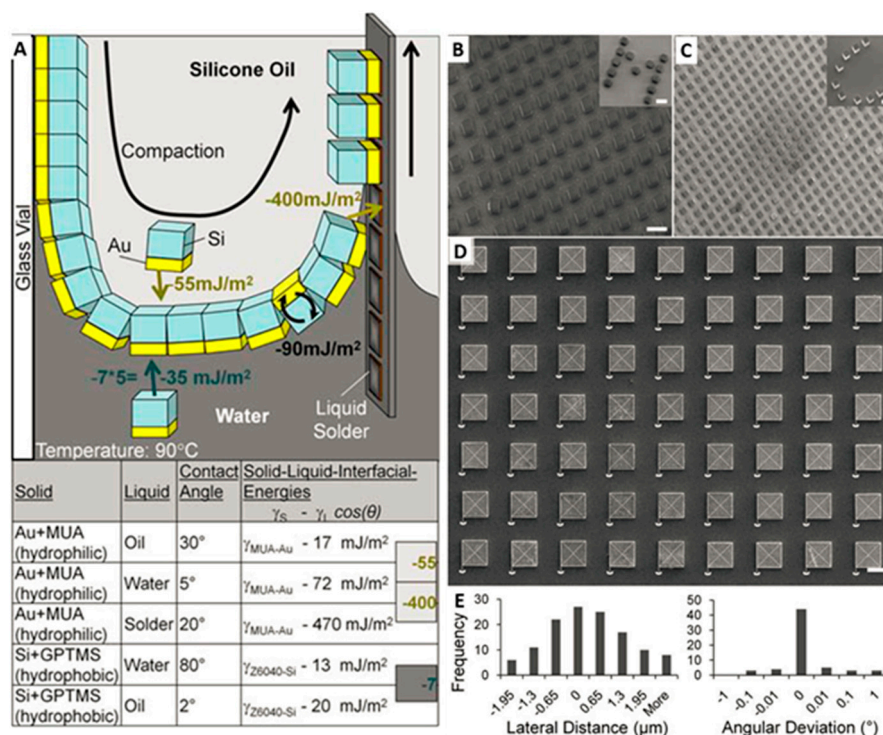 A
Glass Vial
Silicone Oil
Compaction
-400mJ/m²
Au
Si
-55mJ/m²
-90mJ/m²
-7*5= -35 mJ/m²
Water
Liquid
Solder
Temperature: 90°C
Solid
Liquid
Contact
Angle
Solid-Liquid-Interfacial-
Energies
γS - γl cos(θ)
Au+MUA
(hydrophilic)
Oil
30°
γMUA-Au - 17 mJ/m²
-55
Au+MUA
(hydrophilic)
Water
5°
γMUA-Au - 72 mJ/m²
-400
Au+MUA
(hydrophilic)
Solder
20°
γMUA-Au - 470 mJ/m²
Si+GPTMS
(hydrophobic)
Water
80°
γZ6040-Si - 13 mJ/m²
-7
Si+GPTMS
(hydrophobic)
Oil
2°
γZ6040-Si - 20 mJ/m²
B
C
D
E
Frequency
30
20
10
0
-1.95
-1.3
-0.65
0
0.65
1.3
1.95
More
Lateral Distance (μm)
50
40
30
20
10
0
-1
-0.1
-0.01
0
0.01
0.1
1
Angular Deviation (°)